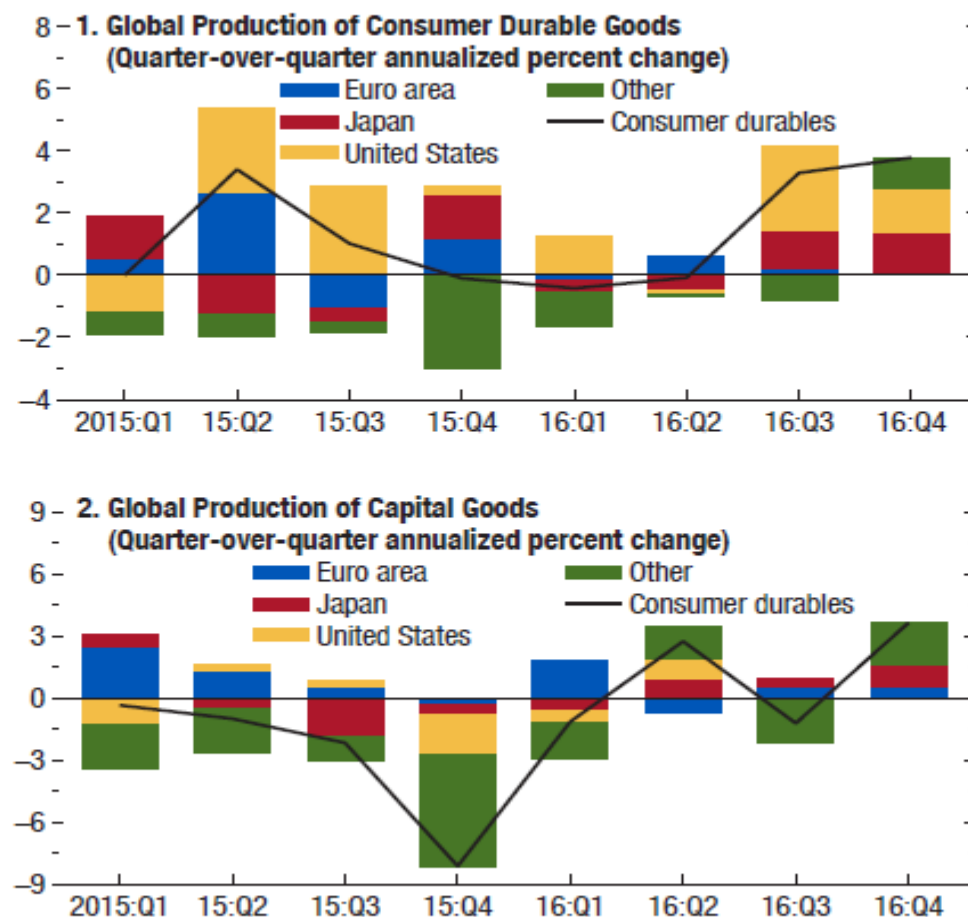 1. Global Production of Consumer Durable Goods
(Quarter-over-quarter annualized percent change)
Euro area
Other
Japan
Consumer durables
United States
8
6
4
2
0
–2
–4
2015:Q1 15:Q2 15:Q3 15:Q4 16:Q1 16:Q2 16:Q3 16:Q4
2. Global Production of Capital Goods
(Quarter-over-quarter annualized percent change)
Euro area
Other
Japan
Consumer durables
United States
9
6
3
0
–3
–6
–9
2015:Q1 15:Q2 15:Q3 15:Q4 16:Q1 16:Q2 16:Q3 16:Q4